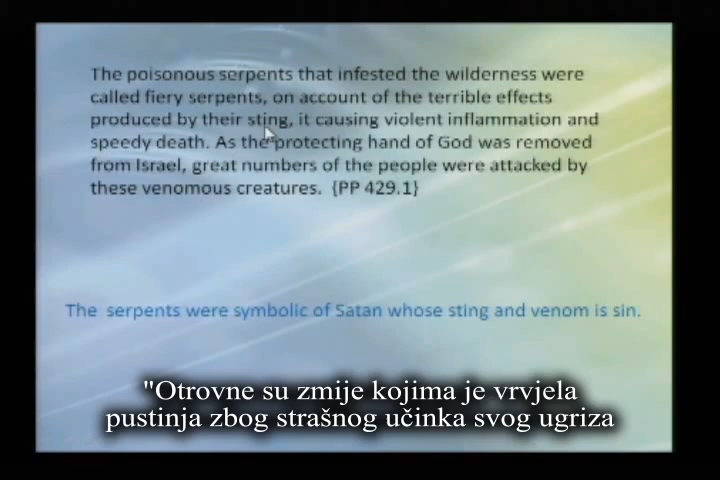 The poisonous serpents that infested the wilderness were
called fiery serpents, on account of the terrible effects
produced by their sting, it causing violent inflammation and
speedy death. As the protecting hand of God was removed
from Israel, great numbers of the people were attacked by
these venomous creatures. {PP 429.1}
The serpents were symbolic of Satan whose sting and venom is sin.
"Otrovne su zmije kojima je vrvjela
pustinja zbog strašnog učinka svog ugriza